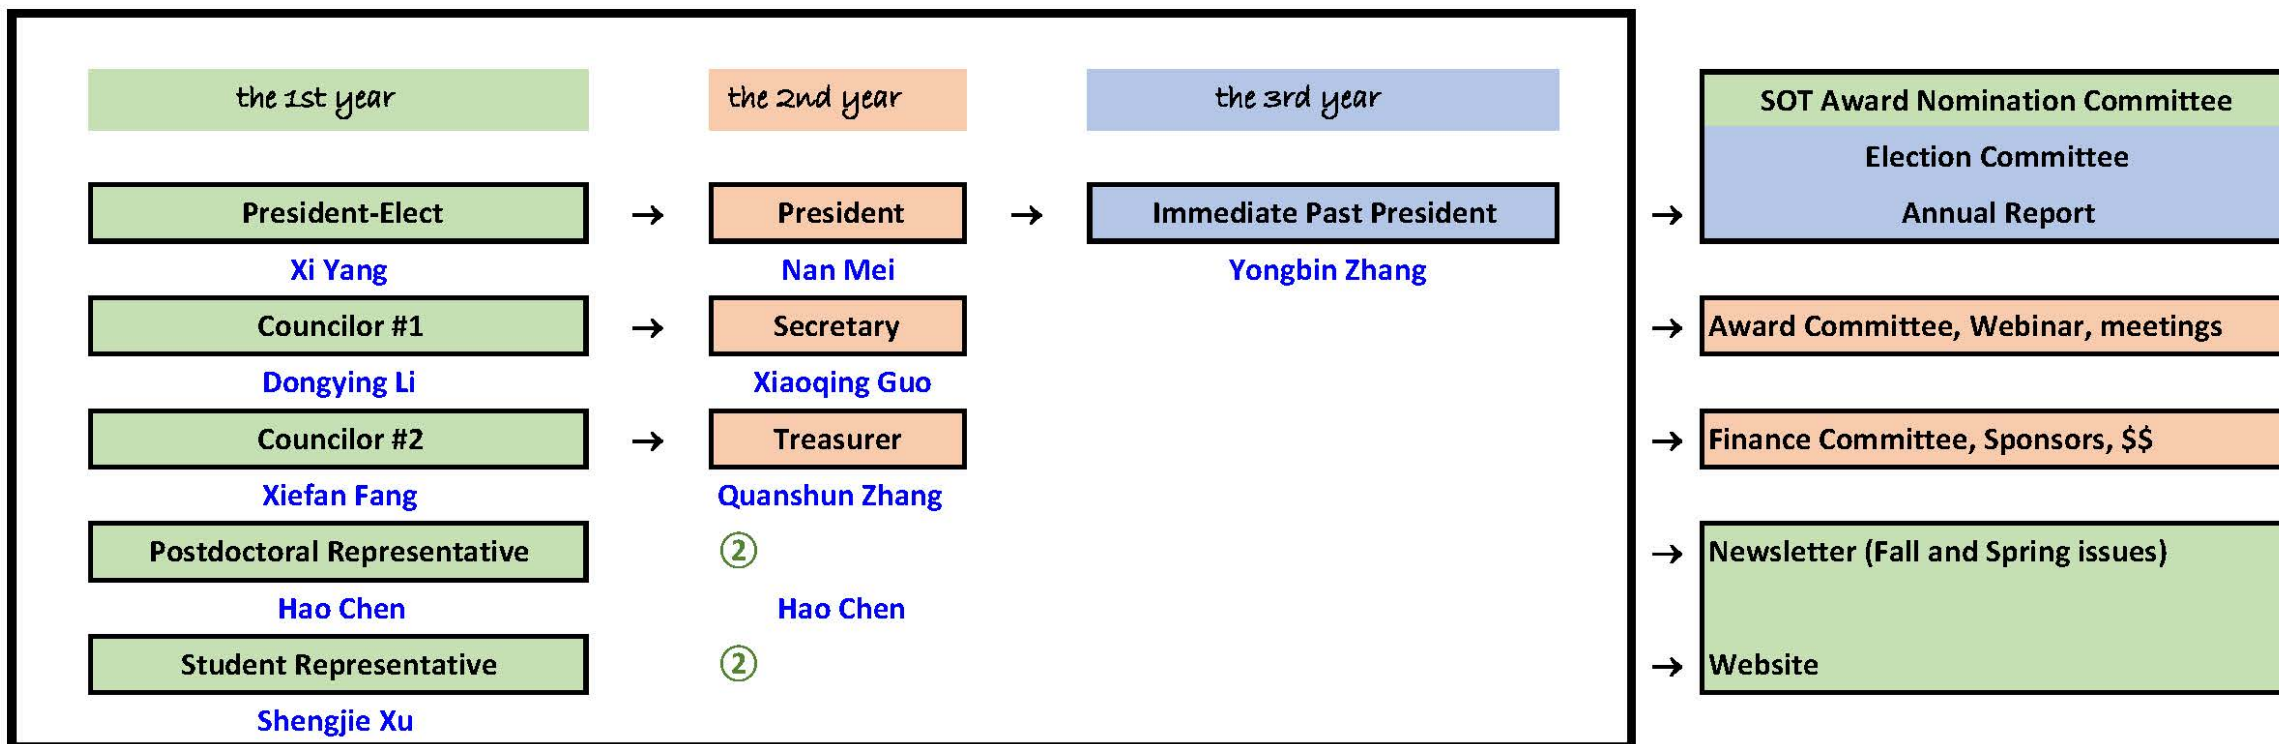 the 1st year the 2nd year the 3rd year SOT Award Nomination Committee
Election Committee
President-Elect → President → Immediate Past President → Annual Report
Xi Yang Nan Mei Yongbin Zhang
Councilor #1 → Secretary → Award Committee, Webinar, meetings
Dongying Li Xiaoqing Guo
Councilor #2 → Treasurer → Finance Committee, Sponsors, $$
Xiefan Fang Quanshun Zhang
Postdoctoral Representative ② → Newsletter (Fall and Spring issues)
Hao Chen Hao Chen
Student Representative ② → Website
Shengjie Xu